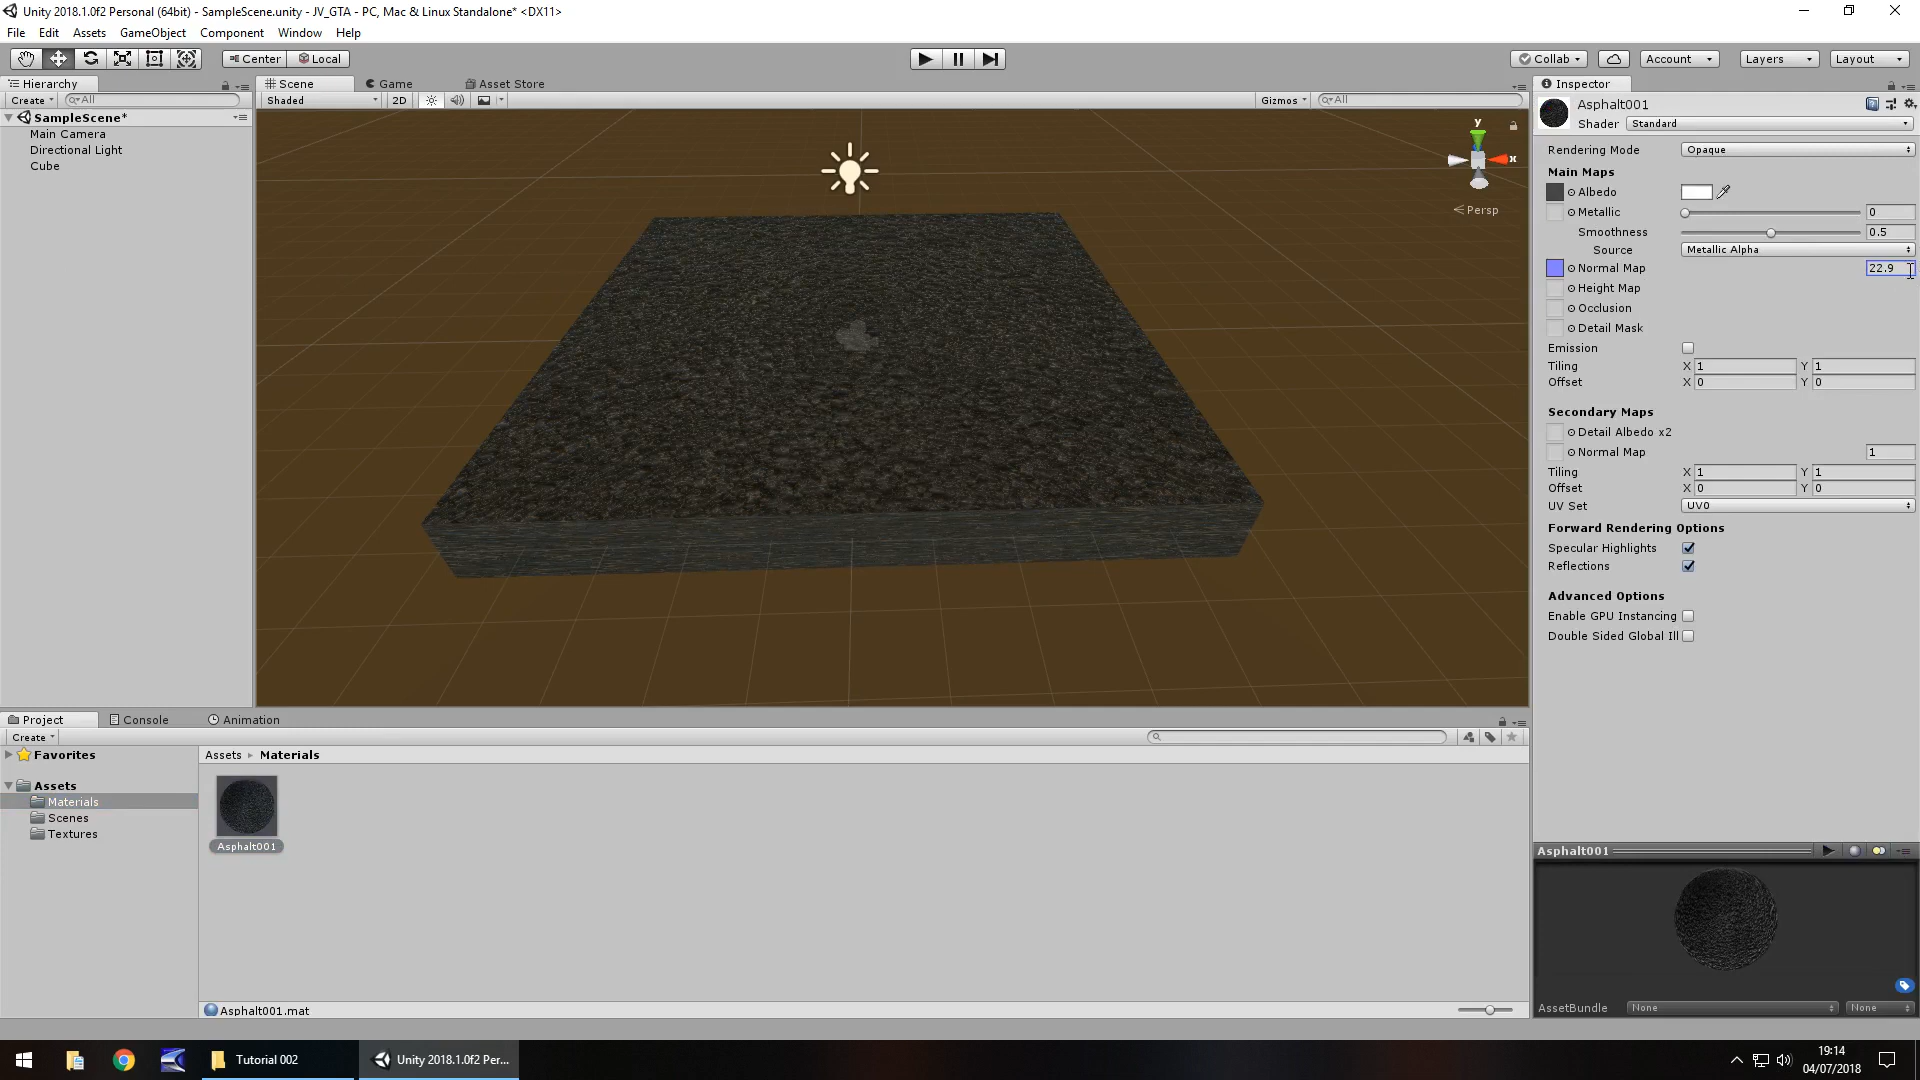 Unity 2018.1.0f2 Personal (64bit) - SampleScene.unity - JV_GTA - PC, Mac & Linux Standalone* <DX11>
File Edit Assets GameObject Component Window Help
Center Local Collab Account Layers Layout
Hierarchy
Create All
SampleScene*
Main Camera
Directional Light
Cube
Scene Game Asset Store
Shaded 2D Gizmos All
y
x
Persp
Inspector
Asphalt001
Shader Standard
Rendering Mode Opaque
Main Maps
Albedo
Metallic 0
Smoothness 0.5
Source Metallic Alpha
Normal Map 22.9
Height Map
Occlusion
Detail Mask
Emission
Tiling X 1 Y 1
Offset X 0 Y 0
Secondary Maps
Detail Albedo x2
Normal Map 1
Tiling X 1 Y 1
Offset X 0 Y 0
UV Set UV0
Forward Rendering Options
Specular Highlights
Reflections
Advanced Options
Enable GPU Instancing
Double Sided Global Ill
Project Console Animation
Create
Favorites
Assets
Materials
Scenes
Textures
Assets Materials
Asphalt001
Asphalt001.mat
Asphalt001
AssetBundle None None
Tutorial 002 Unity 2018.1.0f2 Per...
19:14
04/07/2018